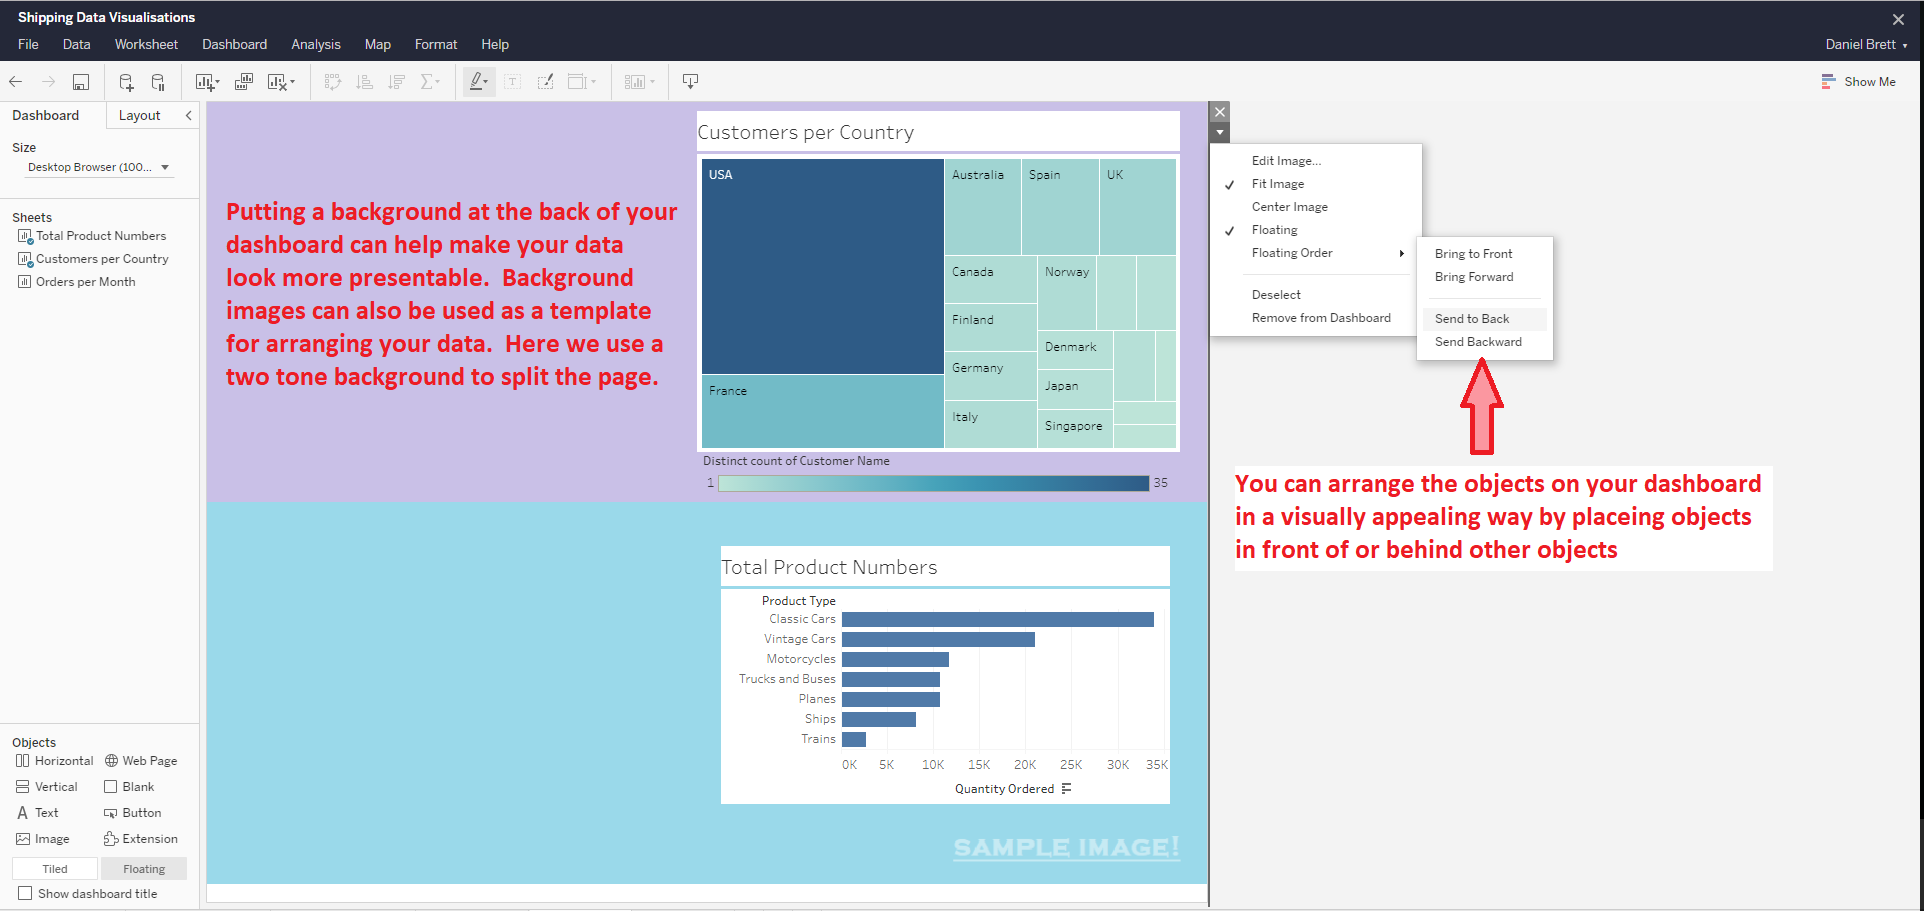 Shipping Data Visualisations
File Data Worksheet Dashboard Analysis Map Format Help
Daniel Brett
Show Me
Dashboard Layout
Size
Desktop Browser (100...
Sheets
Total Product Numbers
Customers per Country
Orders per Month
Objects
Horizontal Web Page
Vertical Blank
Text Button
Image Extension
Tiled Floating
Show dashboard title
Putting a background at the back of your
dashboard can help make your data
look more presentable. Background
images can also be used as a template
for arranging your data. Here we use a
two tone background to split the page.
Customers per Country
USA
Australia
Spain
UK
Canada
Norway
Finland
Denmark
Germany
Japan
France
Italy
Singapore
Distinct count of Customer Name
1 35
Total Product Numbers
Product Type
Classic Cars
Vintage Cars
Motorcycles
Trucks and Buses
Planes
Ships
Trains
0K 5K 10K 15K 20K 25K 30K 35K
Quantity Ordered
SAMPLE IMAGE!
Edit Image...
Fit Image
Center Image
Floating
Floating Order
Deselect
Remove from Dashboard
Bring to Front
Bring Forward
Send to Back
Send Backward
You can arrange the objects on your dashboard
in a visually appealing way by placeing objects
in front of or behind other objects